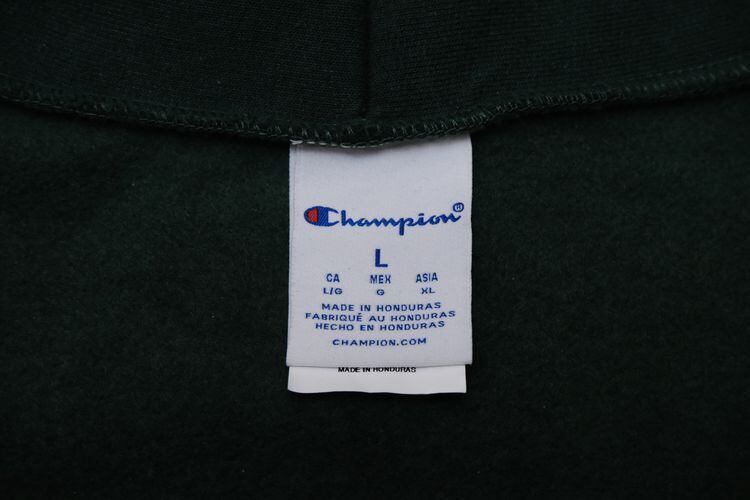 Champion®
L
CA MEX ASIA
L/G G XL
MADE IN HONDURAS
FABRIQUÉ AU HONDURAS
HECHO EN HONDURAS
CHAMPION.COM
MADE IN HONDURAS